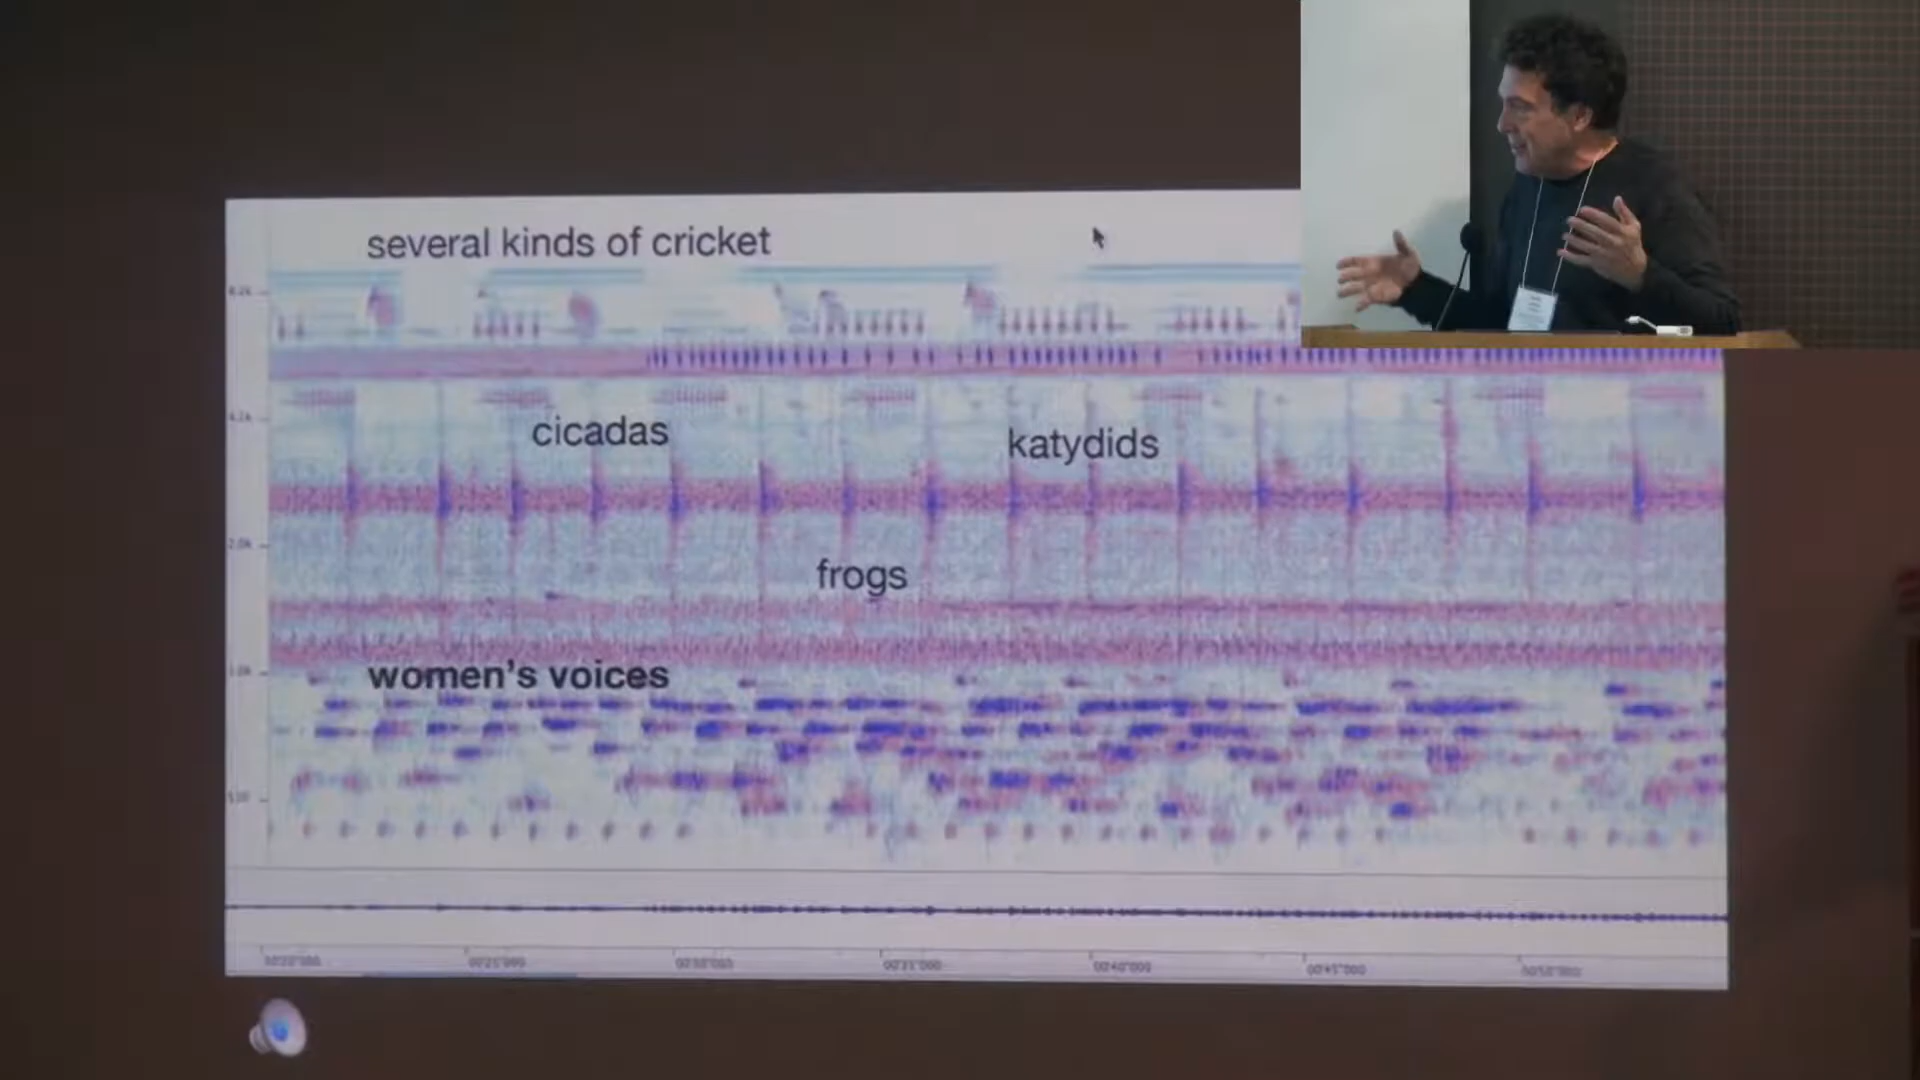 several kinds of cricket
cicadas
katydids
frogs
women's voices